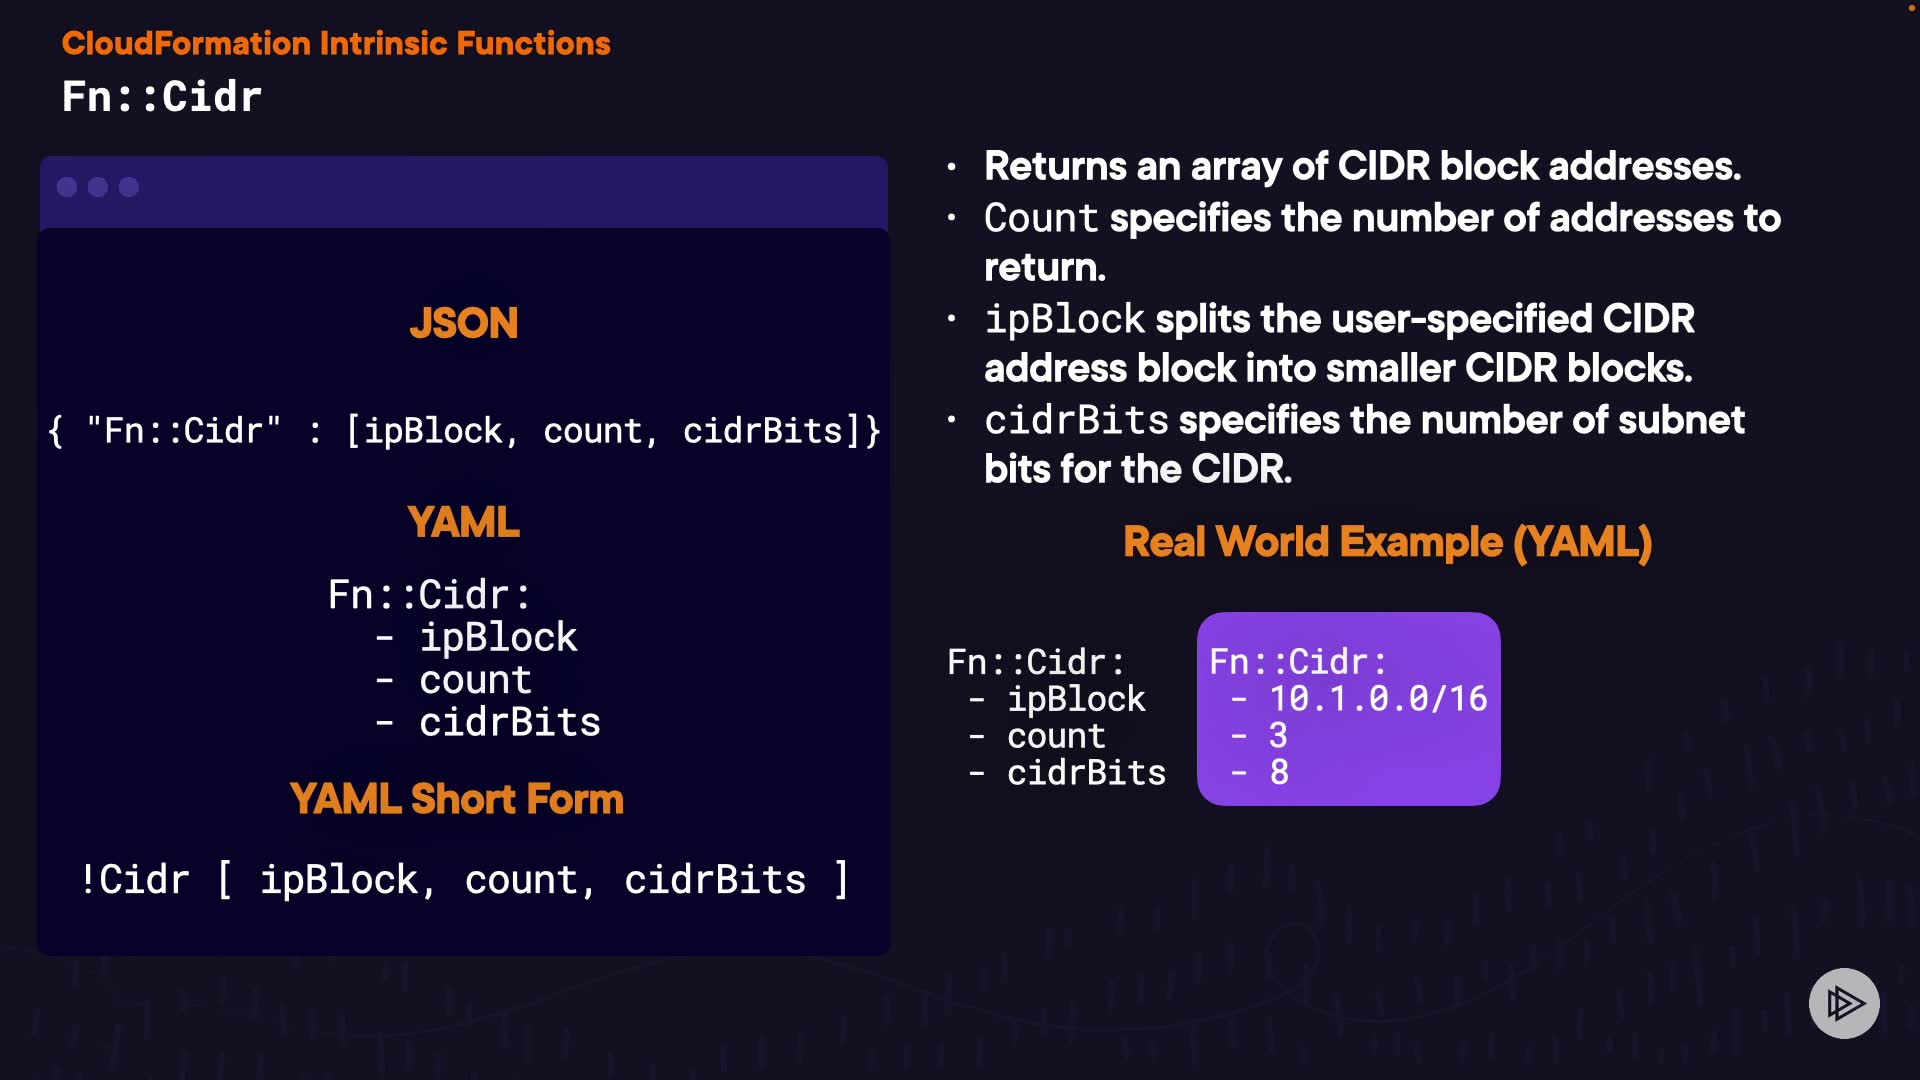 CloudFormation Intrinsic Functions
Fn::Cidr
JSON
{ "Fn::Cidr" : [ipBlock, count, cidrBits]}
YAML
Fn::Cidr:
- ipBlock
- count
- cidrBits
YAML Short Form
!Cidr [ ipBlock, count, cidrBits ]
• Returns an array of CIDR block addresses.
• Count specifies the number of addresses to
return.
• ipBlock splits the user-specified CIDR
address block into smaller CIDR blocks.
• cidrBits specifies the number of subnet
bits for the CIDR.
Real World Example (YAML)
Fn::Cidr:
- ipBlock
- count
- cidrBits
Fn::Cidr:
- 10.1.0.0/16
- 3
- 8